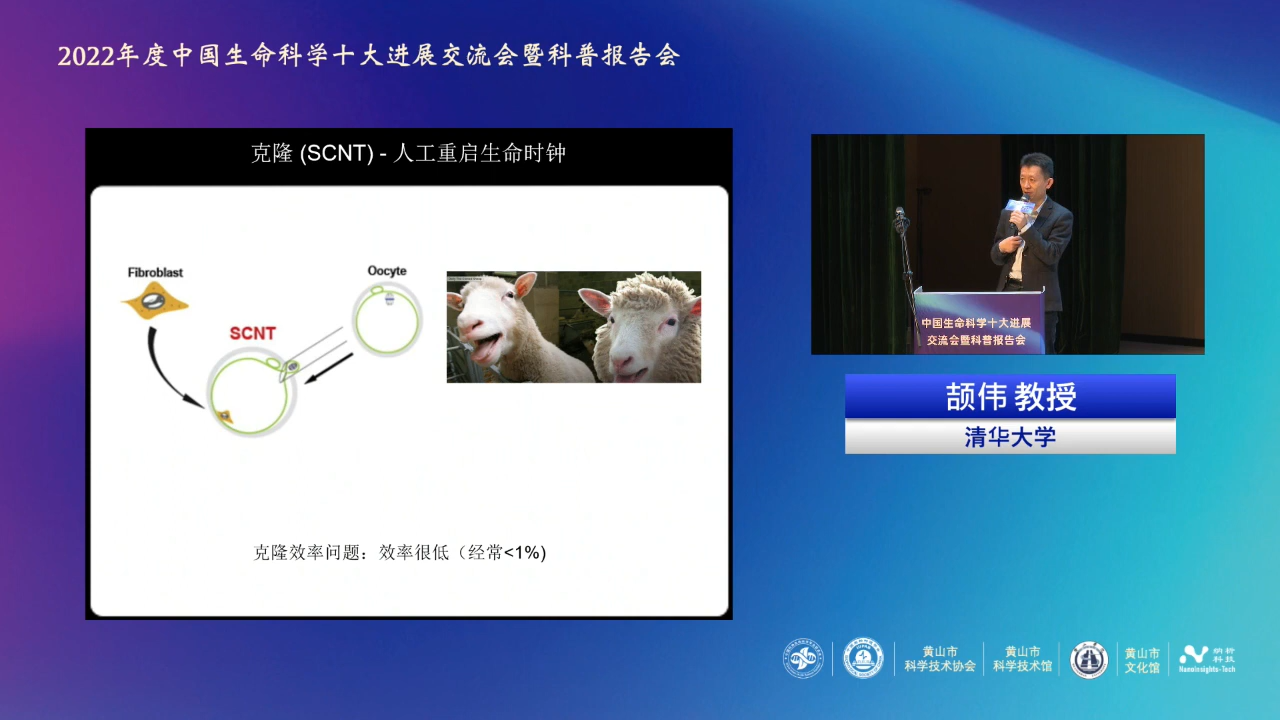 2022年度中国生命科学十大进展交流会暨科普报告会
克隆 (SCNT) - 人工重启生命时钟
Fibroblast
Oocyte
SCNT
克隆效率问题：效率很低（经常<1%)
中国生命科学十大进展
交流会暨科普报告会
颉伟 教授
清华大学
黄山市
科学技术协会
黄山市
科学技术馆
黄山市
文化馆
纳析
科技
NanoInsights-Tech